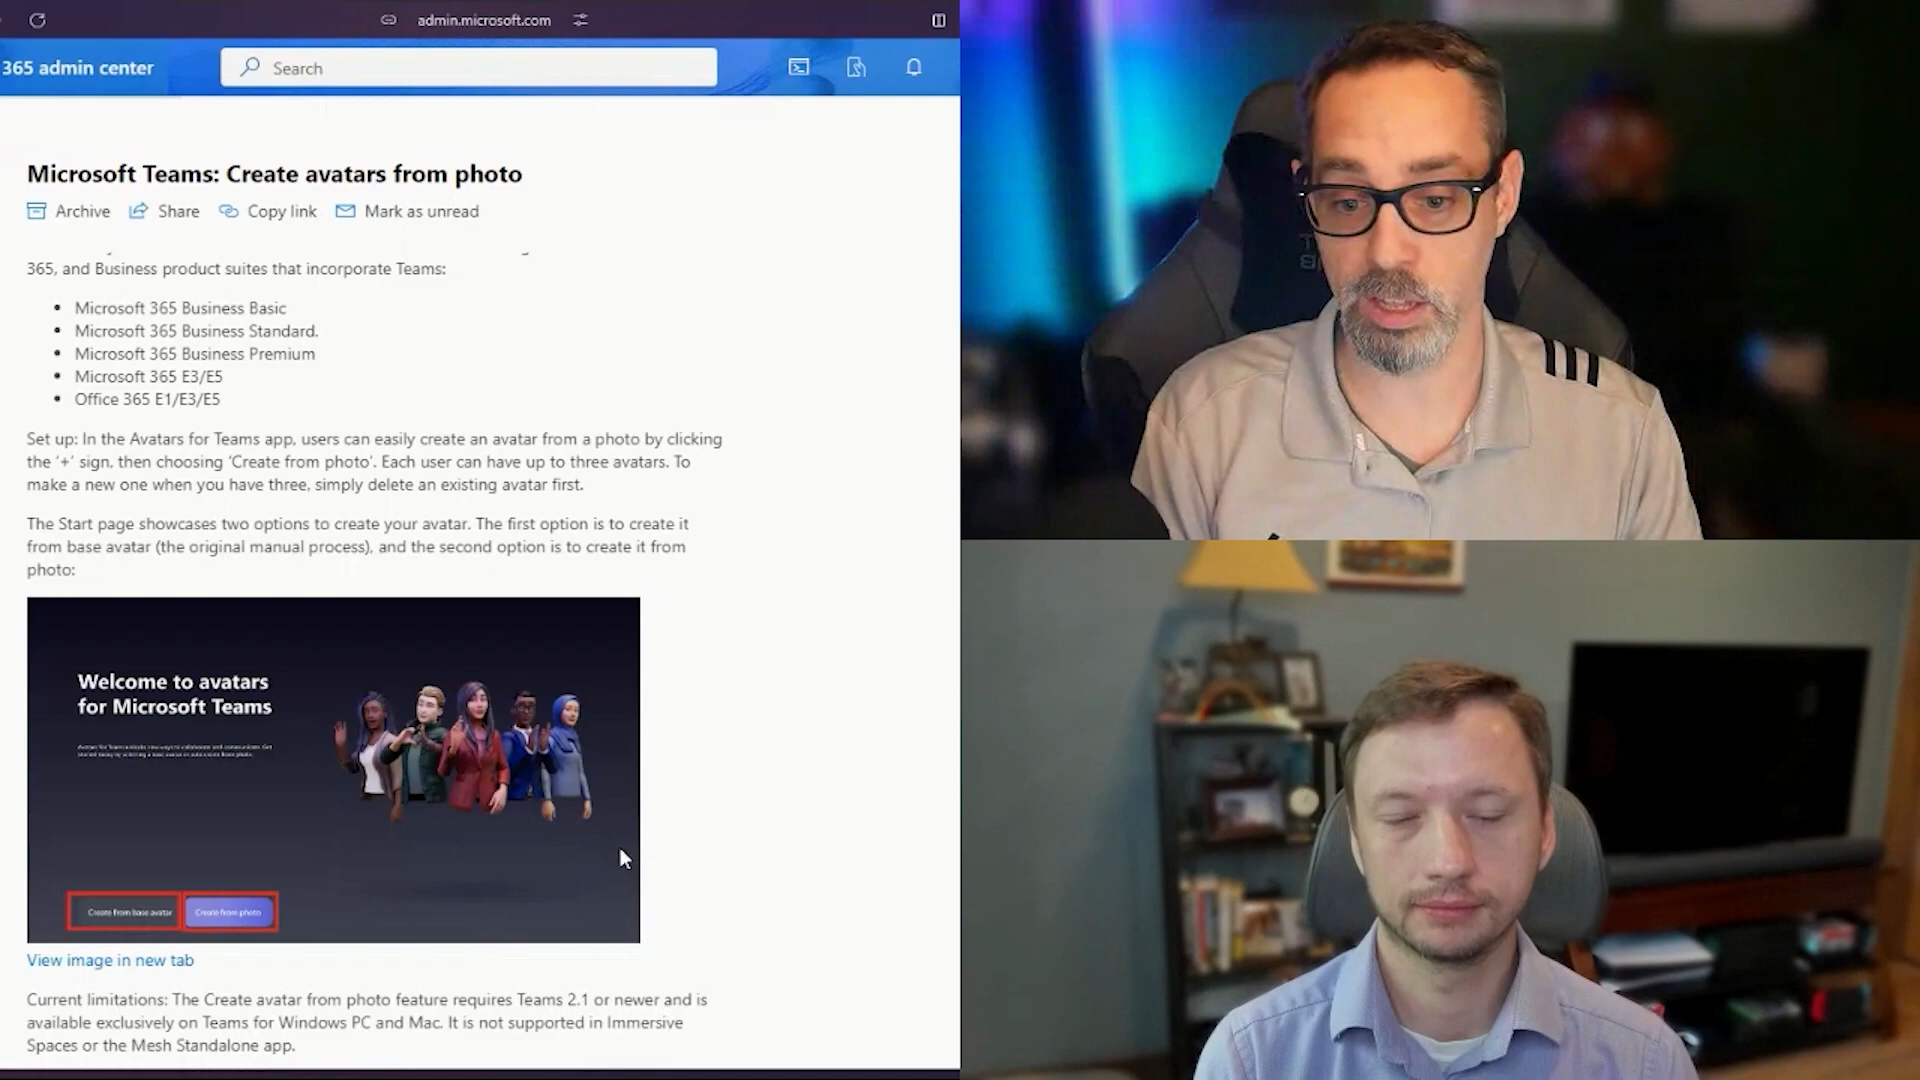 admin.microsoft.com
365 admin center
Search
Microsoft Teams: Create avatars from photo
Archive Share Copy link Mark as unread
365, and Business product suites that incorporate Teams:
• Microsoft 365 Business Basic
• Microsoft 365 Business Standard.
• Microsoft 365 Business Premium
• Microsoft 365 E3/E5
• Office 365 E1/E3/E5
Set up: In the Avatars for Teams app, users can easily create an avatar from a photo by clicking
the ‘+’ sign, then choosing ‘Create from photo’. Each user can have up to three avatars. To
make a new one when you have three, simply delete an existing avatar first.
The Start page showcases two options to create your avatar. The first option is to create it
from base avatar (the original manual process), and the second option is to create it from
photo:
Welcome to avatars
for Microsoft Teams
Create from base avatar Create from photo
View image in new tab
Current limitations: The Create avatar from photo feature requires Teams 2.1 or newer and is
available exclusively on Teams for Windows PC and Mac. It is not supported in Immersive
Spaces or the Mesh Standalone app.